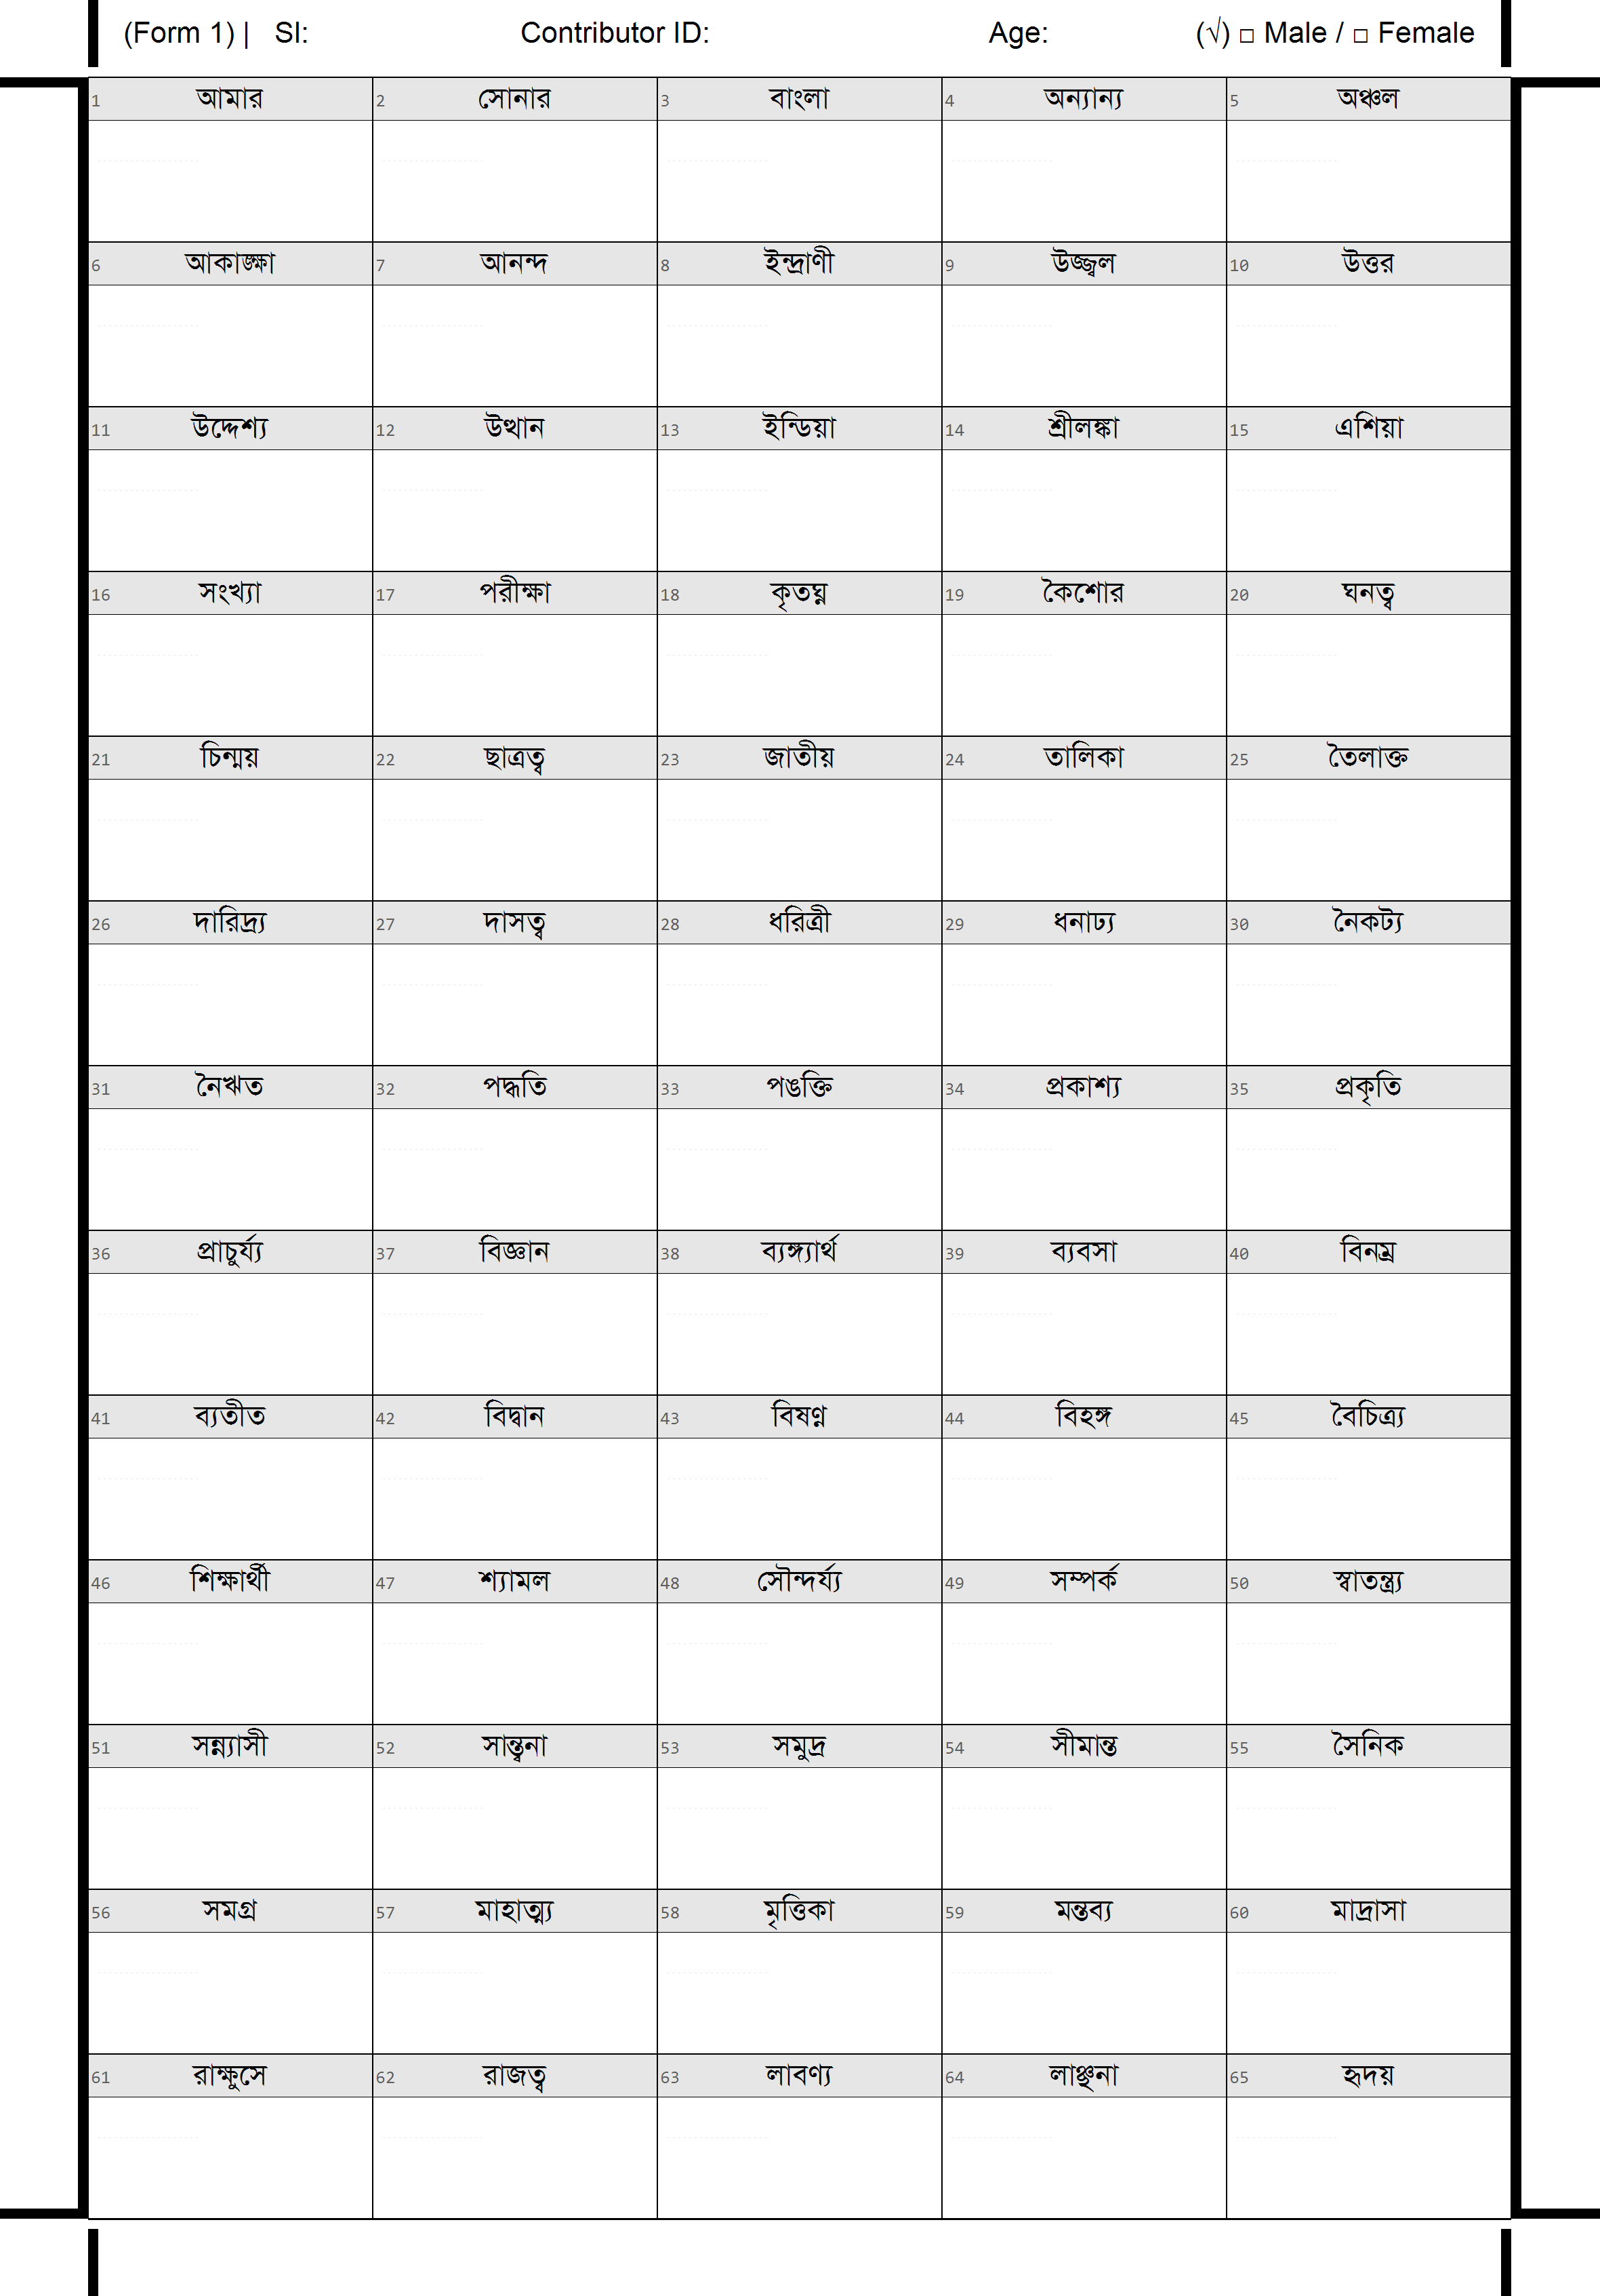 (Form 1) | SI: Contributor ID: Age: (√) □ Male / □ Female
1 আমার 2 সোনার 3 বাংলা 4 অন্যান্য 5 অঞ্চল
6 আকাঙ্ক্ষা 7 আনন্দ 8 ইন্দ্রাণী 9 উজ্জ্বল 10 উত্তর
11 উদ্দেশ্য 12 উত্থান 13 ইন্ডিয়া 14 শ্রীলঙ্কা 15 এশিয়া
16 সংখ্যা 17 পরীক্ষা 18 কৃতঘ্ন 19 কৈশোর 20 ঘনত্ব
21 চিন্ময় 22 ছাত্রত্ব 23 জাতীয় 24 তালিকা 25 তৈলাক্ত
26 দারিদ্র্য 27 দাসত্ব 28 ধরিত্রী 29 ধনাঢ্য 30 নৈকট্য
31 নৈঋত 32 পদ্ধতি 33 পঙক্তি 34 প্রকাশ্য 35 প্রকৃতি
36 প্রাচুর্য্য 37 বিজ্ঞান 38 ব্যঙ্গ্যার্থ 39 ব্যবসা 40 বিনম্র
41 ব্যতীত 42 বিদ্বান 43 বিষণ্ণ 44 বিহঙ্গ 45 বৈচিত্র্য
46 শিক্ষার্থী 47 শ্যামল 48 সৌন্দর্য্য 49 সম্পর্ক 50 স্বাতন্ত্র্য
51 সন্ন্যাসী 52 সান্ত্বনা 53 সমুদ্র 54 সীমান্ত 55 সৈনিক
56 সমগ্র 57 মাহাত্ম্য 58 মৃত্তিকা 59 মন্তব্য 60 মাদ্রাসা
61 রাক্ষুসে 62 রাজত্ব 63 লাবণ্য 64 লাঞ্ছনা 65 হৃদয়